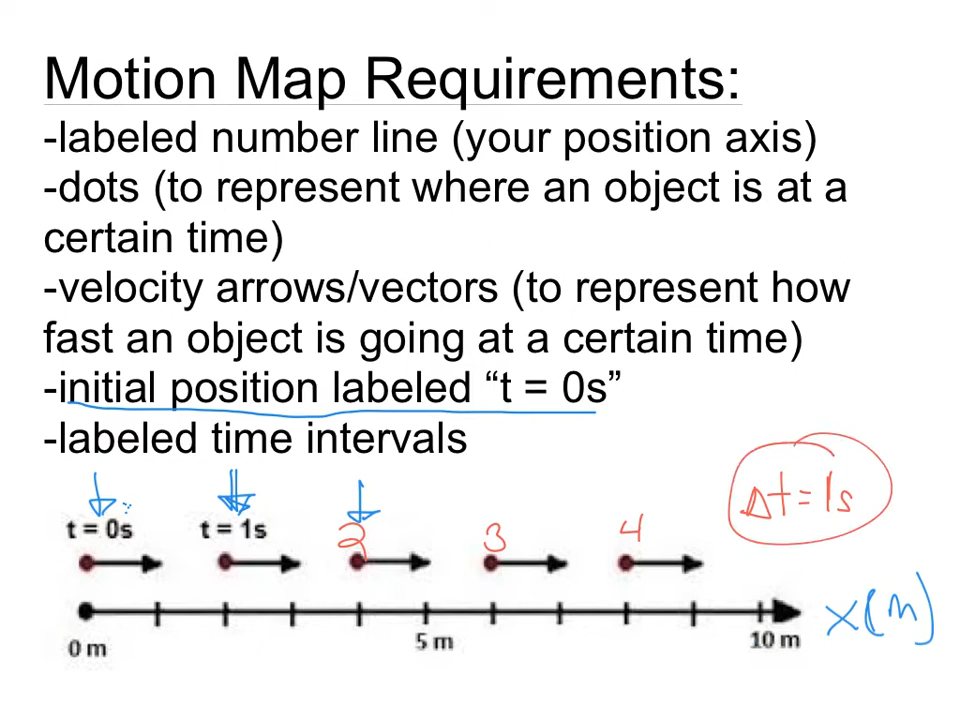 Motion Map Requirements:
-labeled number line (your position axis)
-dots (to represent where an object is at a
certain time)
-velocity arrows/vectors (to represent how
fast an object is going at a certain time)
-initial position labeled “t = 0s”
-labeled time intervals
Δt = 1s
t = 0s t = 1s 2 3 4
x(m)
0 m 5 m 10 m